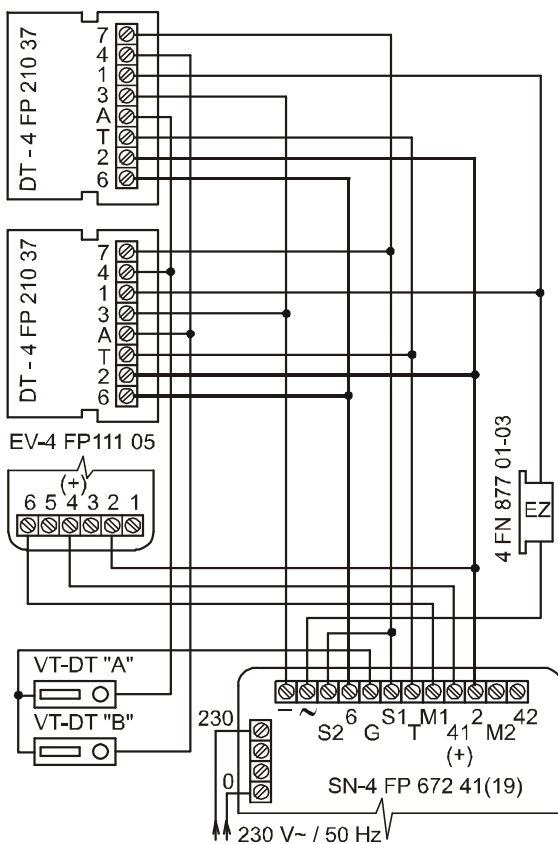 DT - 4 FP 210 37
7
4
1
3
A
T
2
6
DT - 4 FP 210 37
7
4
1
3
A
T
2
6
EV-4 FP111 05
(+)
6 5 4 3 2 1
4 FN 877 01-03
EZ
VT-DT "A"
VT-DT "B"
– ~ S2 6 G S1 T M1 41 2 M2 42
(+)
230
0
SN-4 FP 672 41(19)
230 V~ / 50 Hz